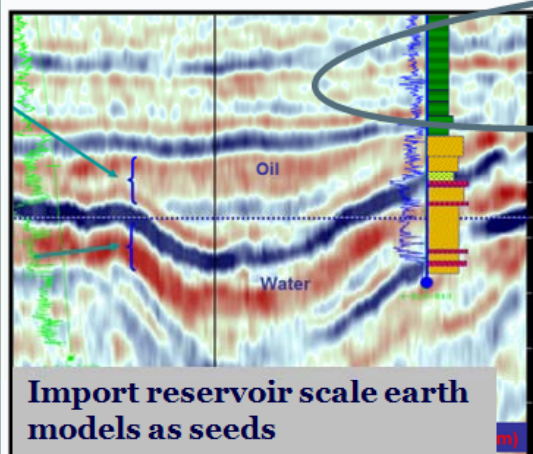 Oil
Water
Import reservoir scale earth
models as seeds
m)